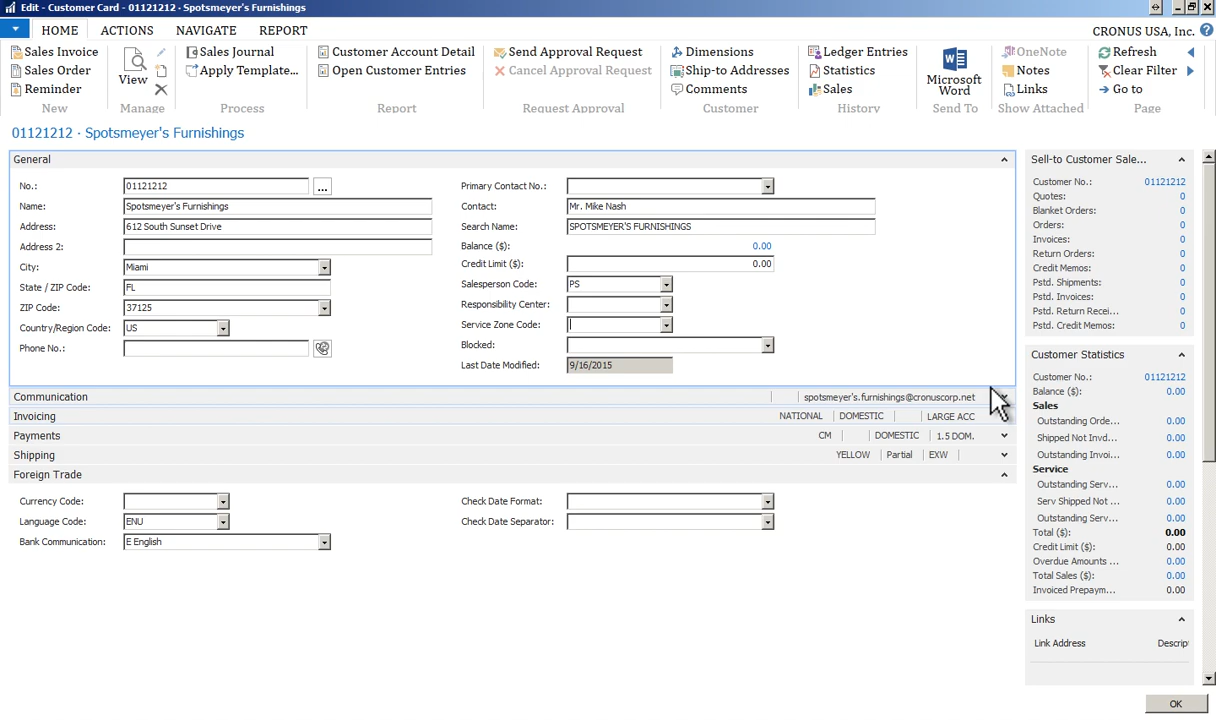 Edit - Customer Card - 01121212 · Spotsmeyer's Furnishings
HOME ACTIONS NAVIGATE REPORT CRONUS USA, Inc.
Sales Invoice
Sales Order
Reminder
New
View
Manage
Sales Journal
Apply Template...
Process
Customer Account Detail
Open Customer Entries
Report
Send Approval Request
Cancel Approval Request
Request Approval
Dimensions
Ship-to Addresses
Comments
Customer
Ledger Entries
Statistics
Sales
History
Microsoft
Word
Send To
OneNote
Notes
Links
Show Attached
Refresh
Clear Filter
Go to
Page
01121212 · Spotsmeyer's Furnishings
General
No.: 01121212 ...
Name: Spotsmeyer's Furnishings
Address: 612 South Sunset Drive
Address 2:
City: Miami
State / ZIP Code: FL
ZIP Code: 37125
Country/Region Code: US
Phone No.:
Primary Contact No.:
Contact: Mr. Mike Nash
Search Name: SPOTSMEYER'S FURNISHINGS
Balance ($): 0.00
Credit Limit ($): 0.00
Salesperson Code: PS
Responsibility Center:
Service Zone Code:
Blocked:
Last Date Modified: 9/16/2015
Communication spotsmeyer's.furnishings@cronuscorp.net
Invoicing NATIONAL DOMESTIC LARGE ACC
Payments CM DOMESTIC 1.5 DOM.
Shipping YELLOW Partial EXW
Foreign Trade
Currency Code:
Language Code: ENU
Bank Communication: E English
Check Date Format:
Check Date Separator:
Sell-to Customer Sale...
Customer No.: 01121212
Quotes: 0
Blanket Orders: 0
Orders: 0
Invoices: 0
Return Orders: 0
Credit Memos: 0
Pstd. Shipments: 0
Pstd. Invoices: 0
Pstd. Return Recei... 0
Pstd. Credit Memos: 0
Customer Statistics
Customer No.: 01121212
Balance ($): 0.00
Sales
Outstanding Orde... 0.00
Shipped Not Invd... 0.00
Outstanding Invoi... 0.00
Service
Outstanding Serv... 0.00
Serv Shipped Not ... 0.00
Outstanding Serv... 0.00
Total ($): 0.00
Credit Limit ($): 0.00
Overdue Amounts ... 0.00
Total Sales ($): 0.00
Invoiced Prepaym... 0.00
Links
Link Address Descrip
OK